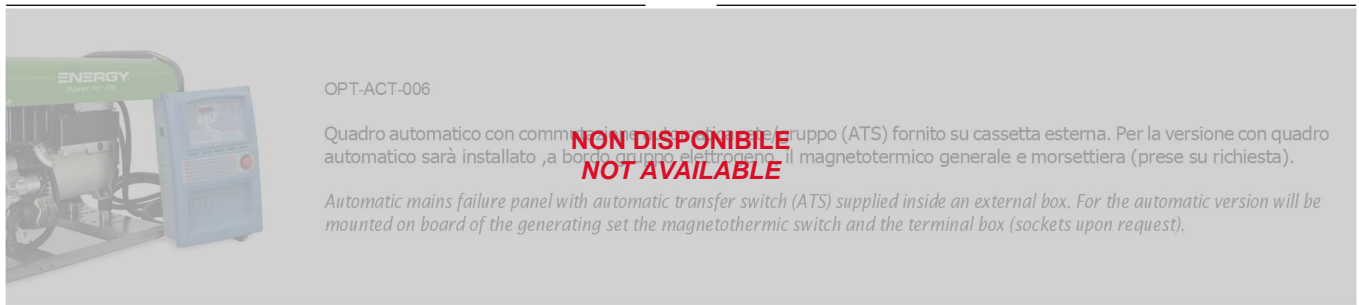 ENERGY
Power for life
OPT-ACT-006
Quadro automatico con commutazione automatica rete/gruppo (ATS) fornito su cassetta esterna. Per la versione con quadro
NON DISPONIBILE
automatico sarà installato ,a bordo gruppo elettrogeno, il magnetotermico generale e morsettiera (prese su richiesta).
NOT AVAILABLE
Automatic mains failure panel with automatic transfer switch (ATS) supplied inside an external box. For the automatic version will be
mounted on board of the generating set the magnetothermic switch and the terminal box (sockets upon request).